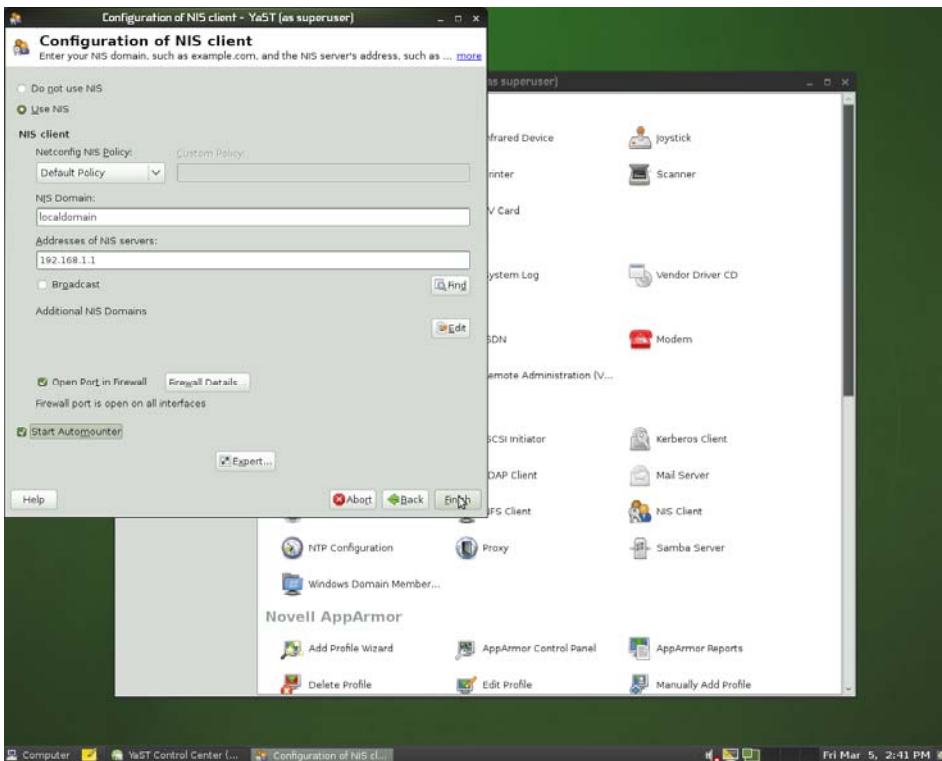 Configuration of NIS client - YaST (as superuser)
Configuration of NIS client
Enter your NIS domain, such as example.com, and the NIS server's address, such as ... more
Do not use NIS
Use NIS
NIS client
Netconfig NIS Policy:
Custom Policy:
Default Policy
NIS Domain:
localdomain
Addresses of NIS servers:
192.168.1.1
Broadcast
Find
Additional NIS Domains
Edit
Open Port in Firewall
Firewall Details...
Firewall port is open on all interfaces
Start Automounter
Expert...
Help
Abort
Back
Finish
as superuser)
nfrared Device
Joystick
rinter
Scanner
V Card
ystem Log
Vendor Driver CD
SDN
Modem
emote Administration (V...
SCSI Initiator
Kerberos Client
DAP Client
Mail Server
FS Client
NIS Client
NTP Configuration
Proxy
Samba Server
Windows Domain Member...
Novell AppArmor
Add Profile Wizard
AppArmor Control Panel
AppArmor Reports
Delete Profile
Edit Profile
Manually Add Profile
Computer
YaST Control Center (...
Configuration of NIS cl...
Fri Mar 5, 2:41 PM